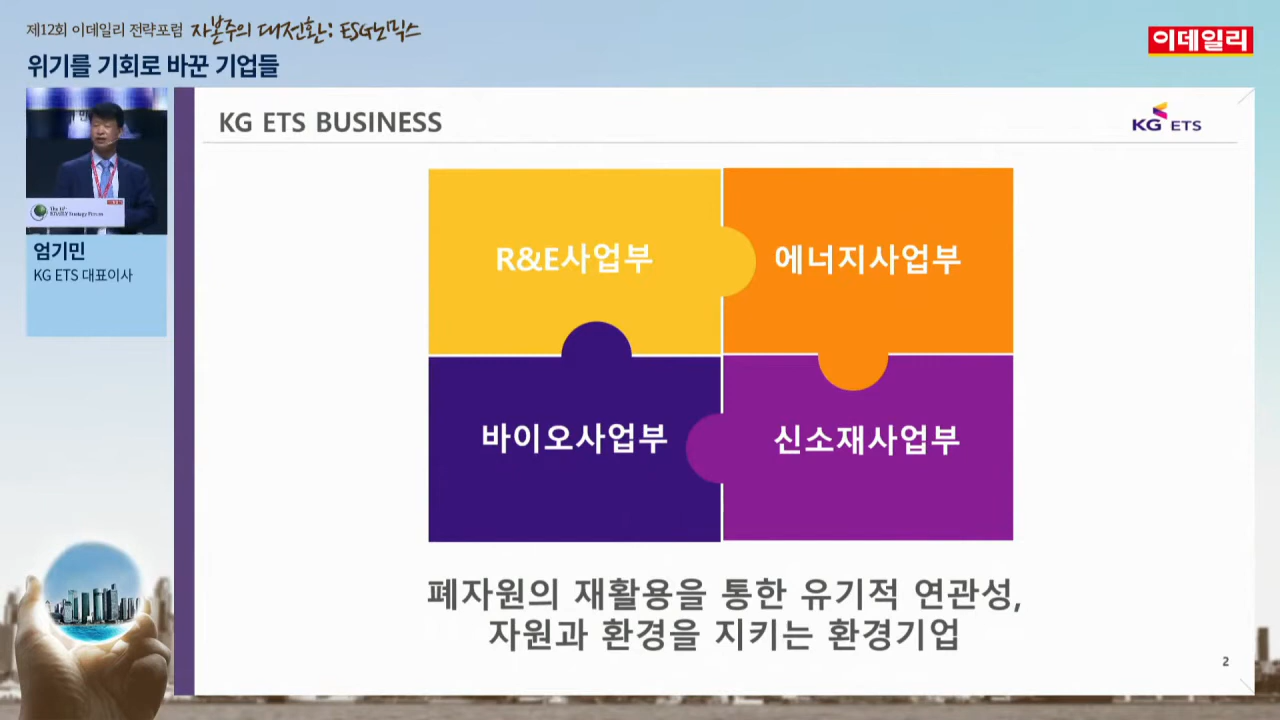 제12회 이데일리 전략포럼 자본주의 대전환: ESG노믹스
이데일리
위기를 기회로 바꾼 기업들
KG ETS BUSINESS
KG ETS
R&E사업부
에너지사업부
엄기민
KG ETS 대표이사
바이오사업부
신소재사업부
폐자원의 재활용을 통한 유기적 연관성,
자원과 환경을 지키는 환경기업
2